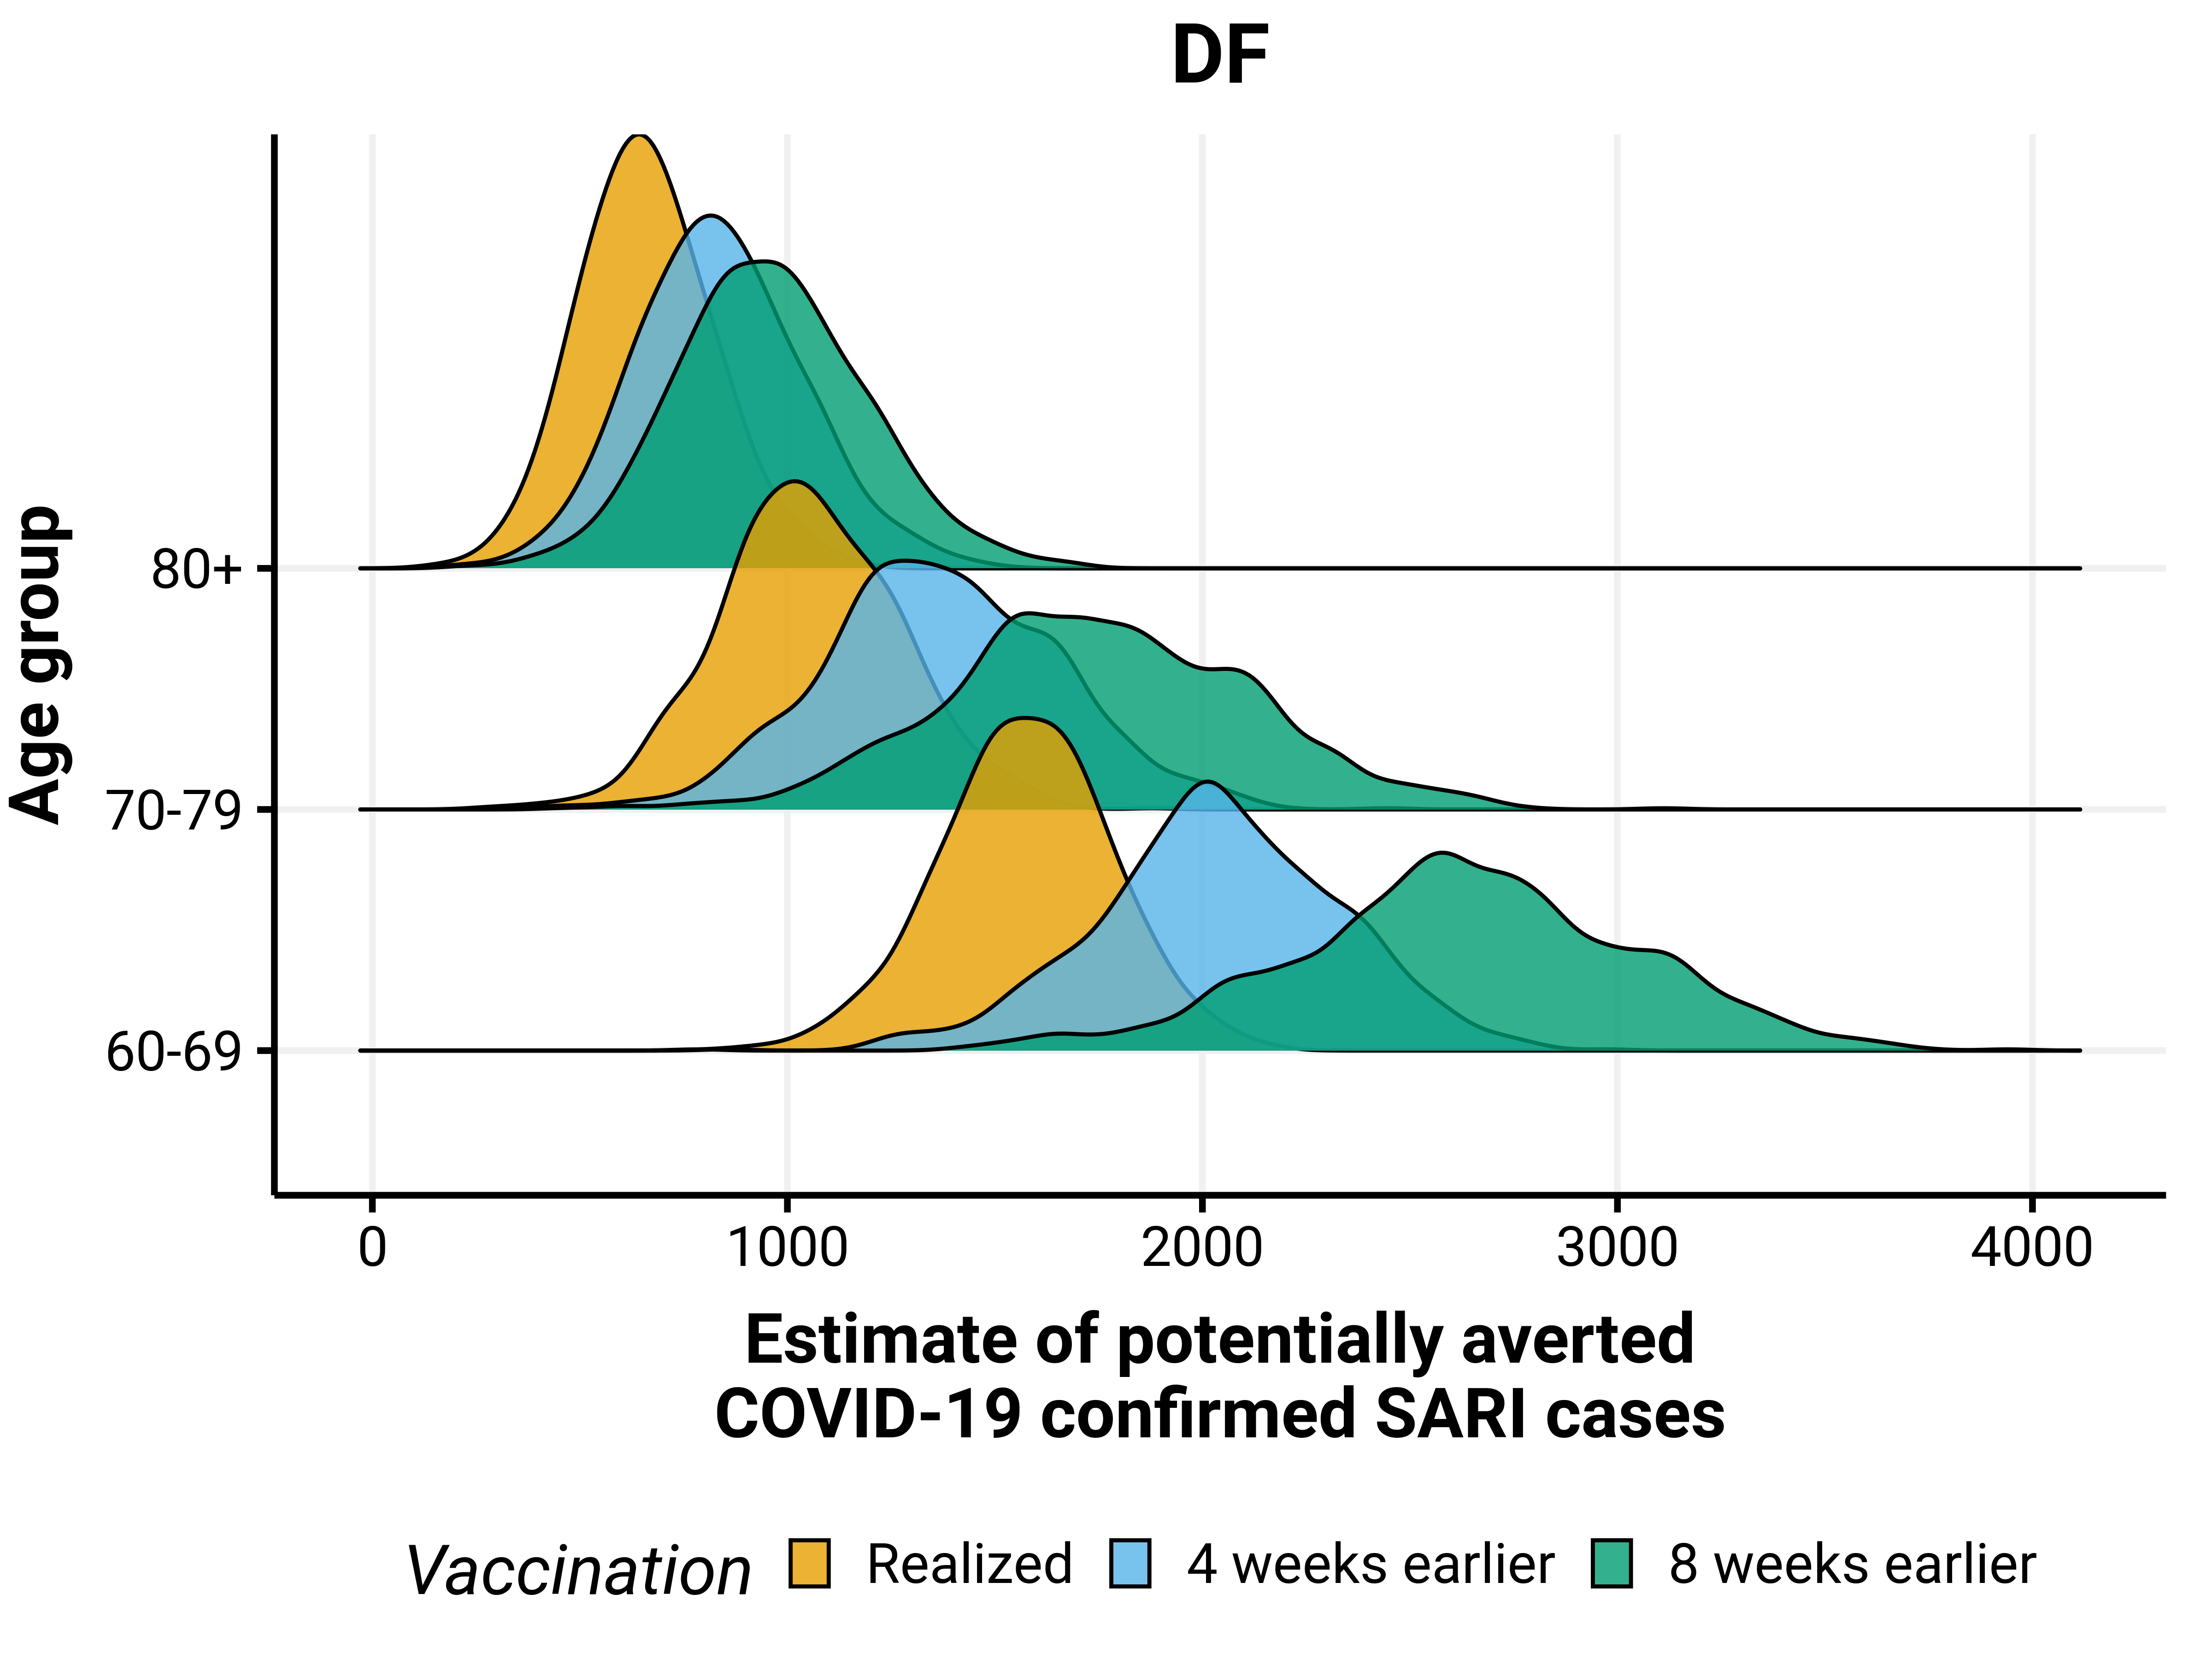 DF
Age group
80+
70-79
60-69
0 1000 2000 3000 4000
Estimate of potentially averted
COVID-19 confirmed SARI cases
Vaccination Realized 4 weeks earlier 8 weeks earlier